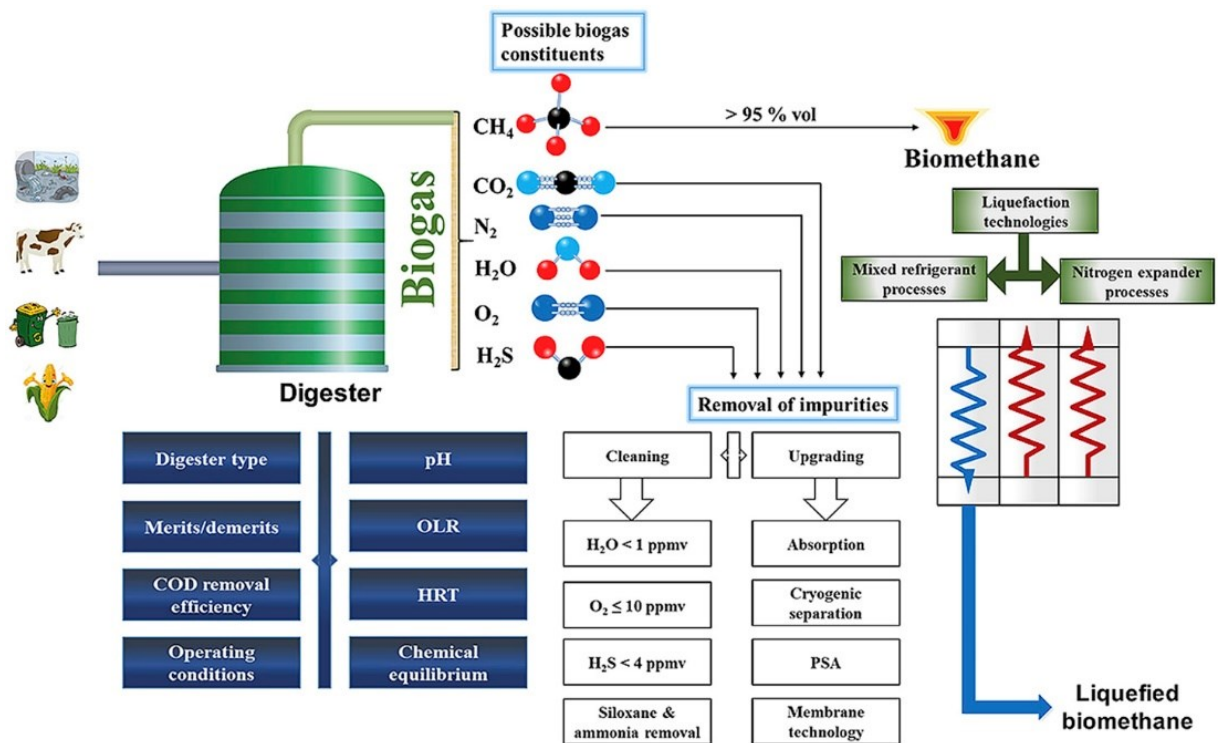 Possible biogas
constituents
CH₄
> 95 % vol
Biomethane
CO₂
N₂
H₂O
O₂
H₂S
Biogas
Digester
Liquefaction
technologies
Mixed refrigerant
processes
Nitrogen expander
processes
Removal of impurities
Digester type
pH
Merits/demerits
OLR
COD removal
efficiency
HRT
Operating
conditions
Chemical
equilibrium
Cleaning
Upgrading
H₂O < 1 ppmv
Absorption
O₂ ≤ 10 ppmv
Cryogenic
separation
H₂S < 4 ppmv
PSA
Siloxane &
ammonia removal
Membrane
technology
Liquefied
biomethane